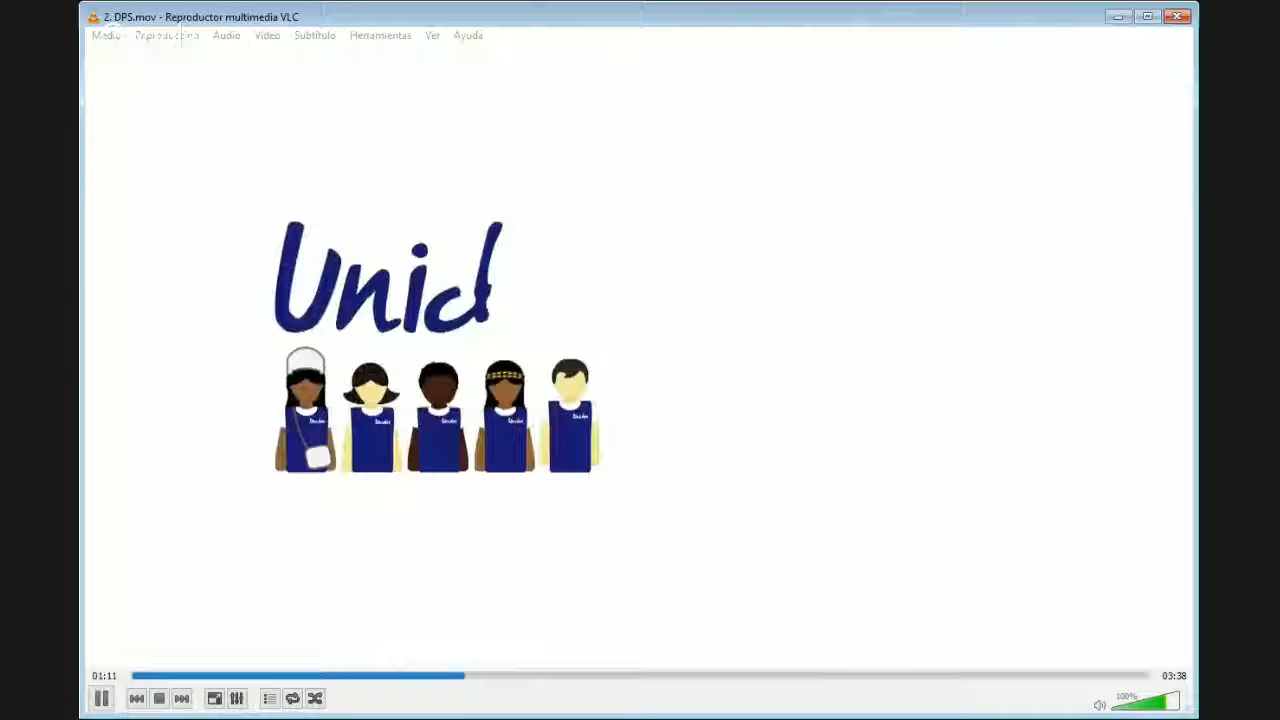 2. DPS.mov - Reproductor multimedia VLC
Medio Reproducción Audio Vídeo Subtítulo Herramientas Ver Ayuda
Unid
01:11
03:38
100%